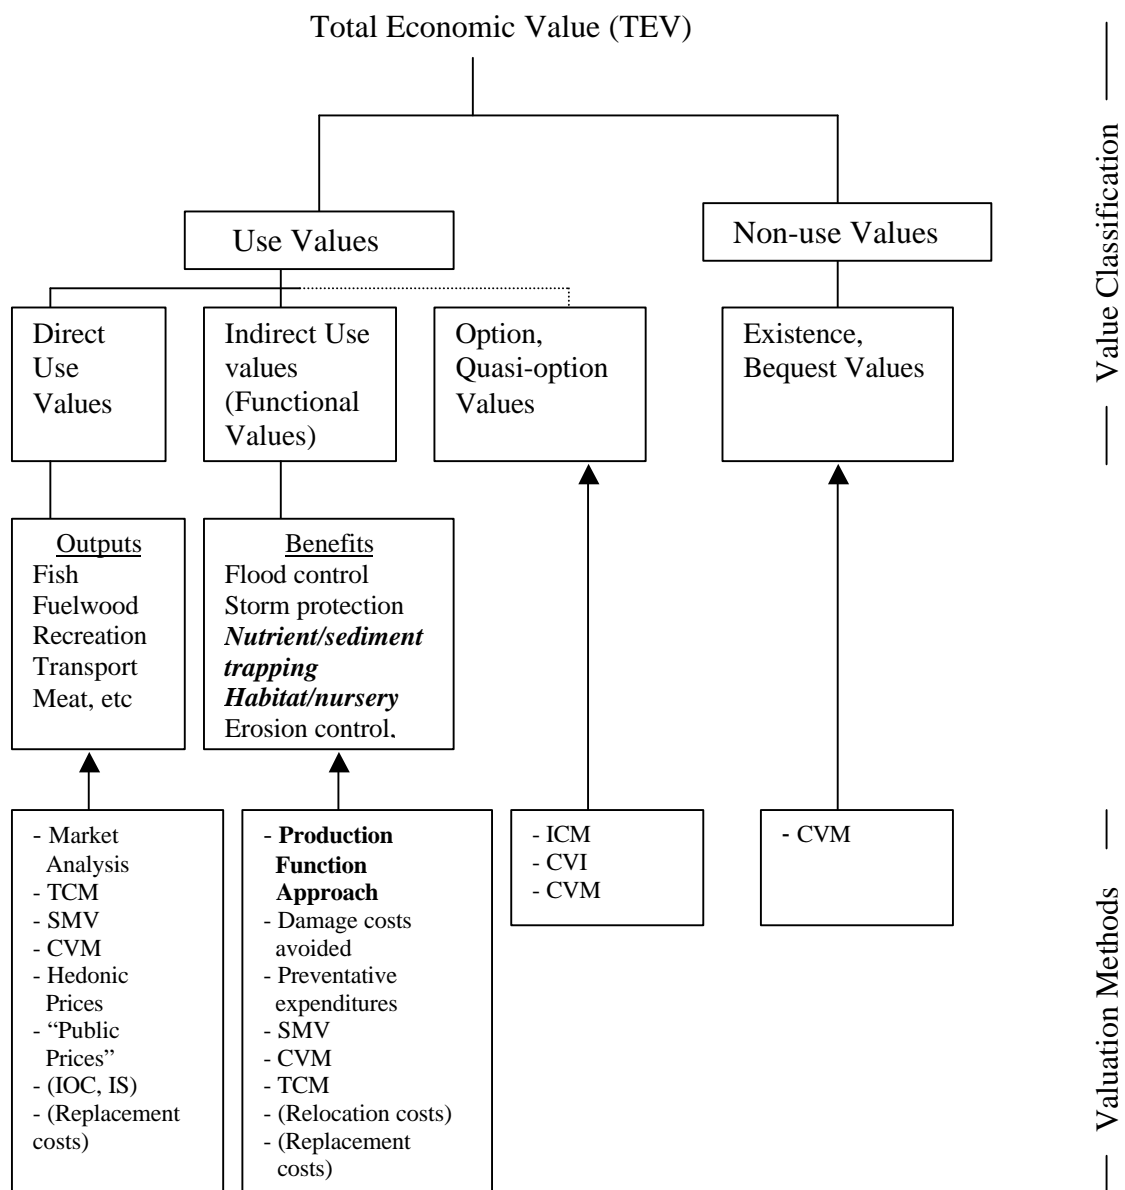 Total Economic Value (TEV)
Value Classification
Use Values
Non-use Values
Direct
Use
Values
Indirect Use
values
(Functional
Values)
Option,
Quasi-option
Values
Existence,
Bequest Values
Outputs
Fish
Fuelwood
Recreation
Transport
Meat, etc
Benefits
Flood control
Storm protection
Nutrient/sediment
trapping
Habitat/nursery
Erosion control,
- Market
Analysis
- TCM
- SMV
- CVM
- Hedonic
Prices
- “Public
Prices”
- (IOC, IS)
- (Replacement
costs)
- Production
Function
Approach
- Damage costs
avoided
- Preventative
expenditures
- SMV
- CVM
- TCM
- (Relocation costs)
- (Replacement
costs)
- ICM
- CVI
- CVM
- CVM
Valuation Methods